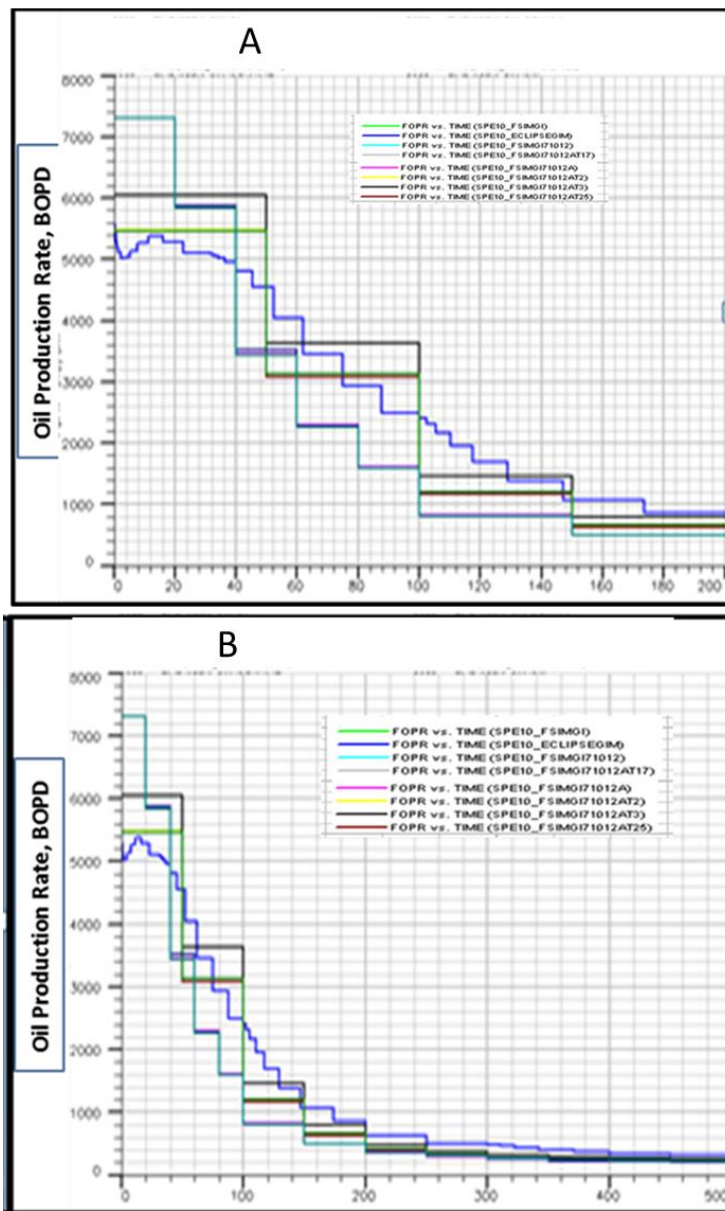 A
8000
7000
6000
5000
4000
3000
2000
1000
0
Oil Production Rate, BOPD
FOPR vs. TIME (SPE10_FSIMGI)
FOPR vs. TIME (SPE10_ECLIPSEGIM)
FOPR vs. TIME (SPE10_FSIMGI71012)
FOPR vs. TIME (SPE10_FSIMGI71012AT17)
FOPR vs. TIME (SPE10_FSIMGI71012A)
FOPR vs. TIME (SPE10_FSIMGI71012AT2)
FOPR vs. TIME (SPE10_FSIMGI71012AT3)
FOPR vs. TIME (SPE10_FSIMGI71012AT25)
0 20 40 60 80 100 120 140 160 180 200
B
8000
7000
6000
5000
4000
3000
2000
1000
0
Oil Production Rate, BOPD
FOPR vs. TIME (SPE10_FSIMGI)
FOPR vs. TIME (SPE10_ECLIPSEGIM)
FOPR vs. TIME (SPE10_FSIMGI71012)
FOPR vs. TIME (SPE10_FSIMGI71012AT17)
FOPR vs. TIME (SPE10_FSIMGI71012A)
FOPR vs. TIME (SPE10_FSIMGI71012AT2)
FOPR vs. TIME (SPE10_FSIMGI71012AT3)
FOPR vs. TIME (SPE10_FSIMGI71012AT25)
0 100 200 300 400 500